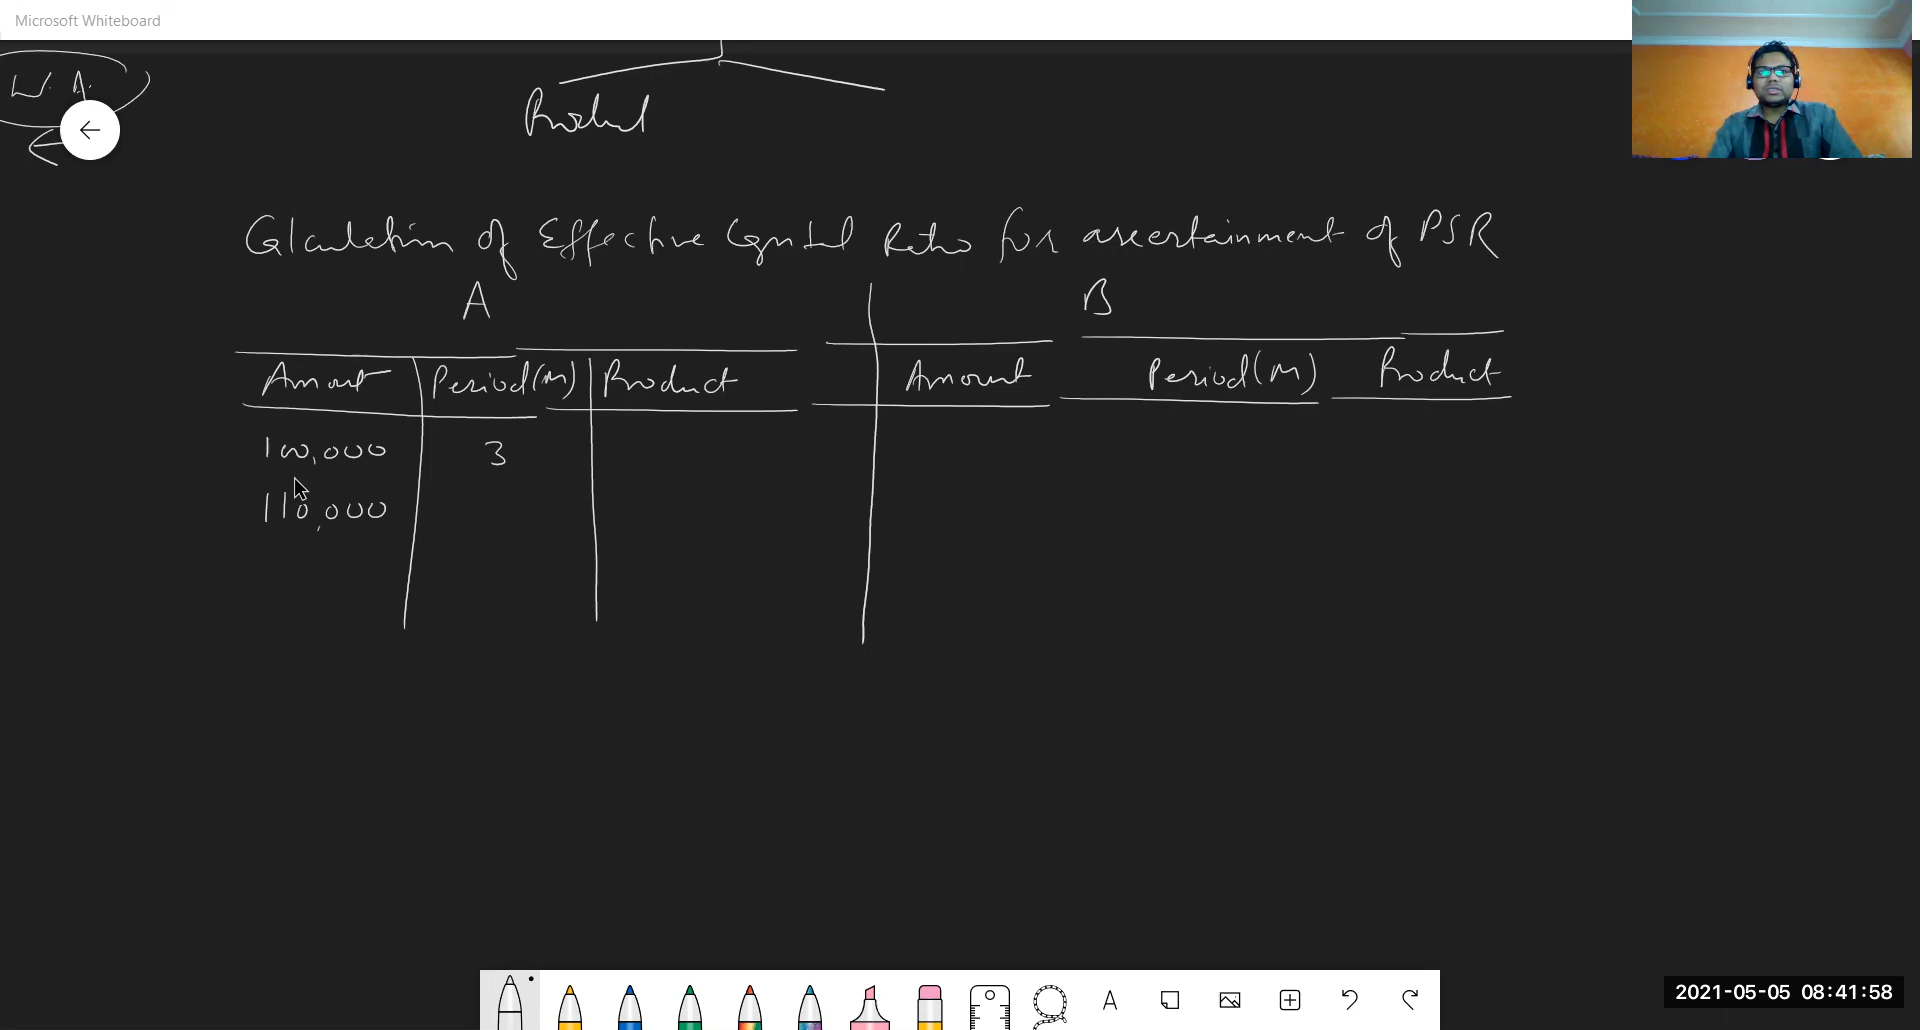 Microsoft Whiteboard
W. A.
Product
Calculation of Effective Capital Ratio for ascertainment of PSR
A B
Amount Period(M) Product Amount Period(M) Product
100,000 3
110,000
A
2021-05-05 08:41:58